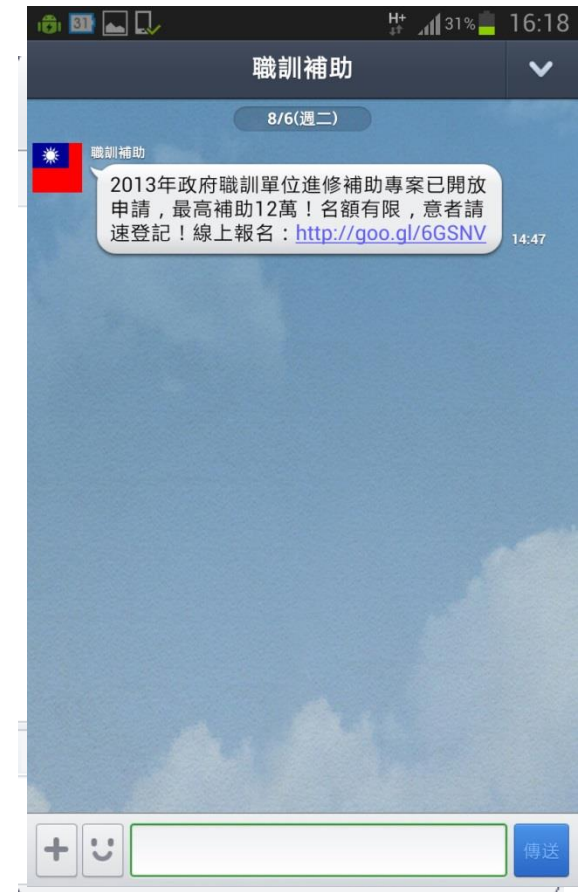 31 H+ 31% 16:18
職訓補助
8/6(週二)
職訓補助
2013年政府職訓單位進修補助專案已開放
申請，最高補助12萬！名額有限，意者請
速登記！線上報名：http://goo.gl/6GSNV
14:47
傳送